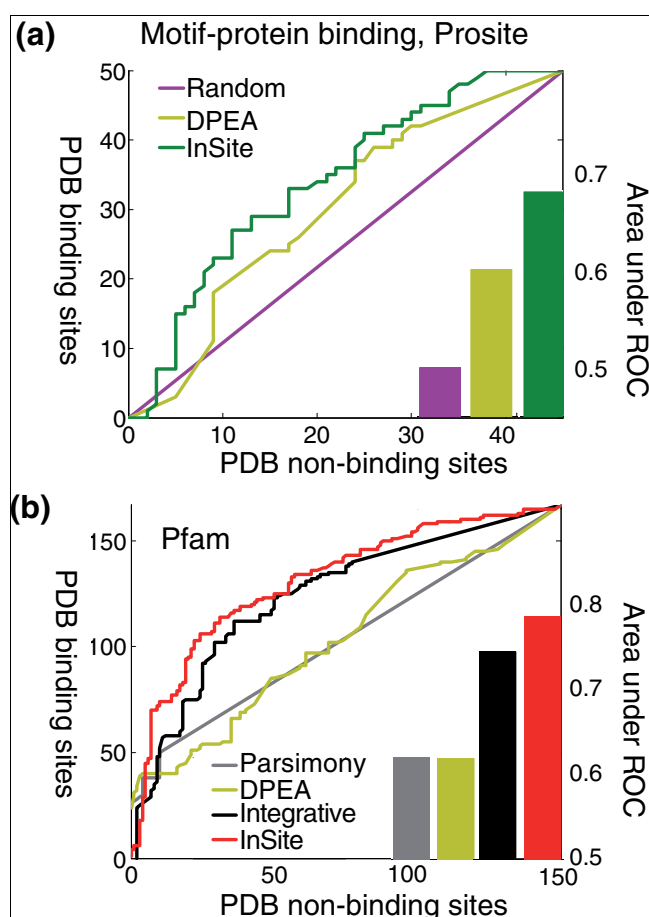 (a)
Motif-protein binding, Prosite
50
40
30
20
10
0
PDB binding sites
Random
DPEA
InSite
0.7
0.6
0.5
Area under ROC
0 10 20 30 40
PDB non-binding sites
(b)
Pfam
150
100
50
0
PDB binding sites
Parsimony
DPEA
Integrative
InSite
0.8
0.7
0.6
0.5
Area under ROC
0 50 100 150
PDB non-binding sites